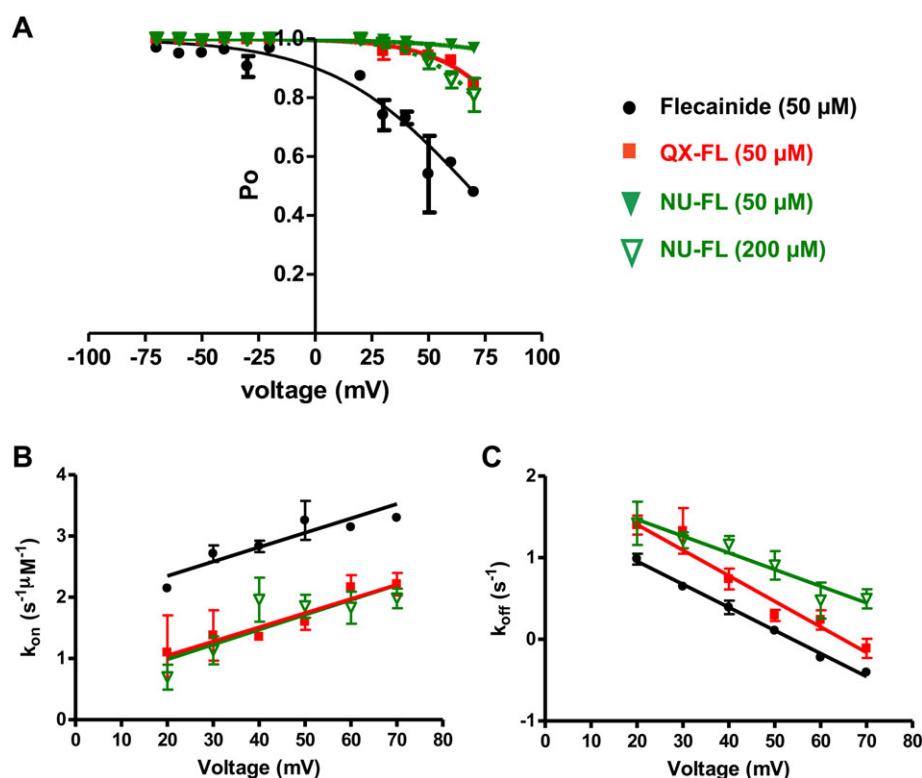 A
1.0
0.8
0.6
0.4
0.2
Po
-100 -75 -50 -25 0 25 50 75 100
voltage (mV)
Flecainide (50 µM)
QX-FL (50 µM)
NU-FL (50 µM)
NU-FL (200 µM)
B
4
3
2
1
0
kon (s⁻¹µM⁻¹)
0 10 20 30 40 50 60 70 80
Voltage (mV)
C
2
1
0
-1
koff (s⁻¹)
0 10 20 30 40 50 60 70 80
Voltage (mV)